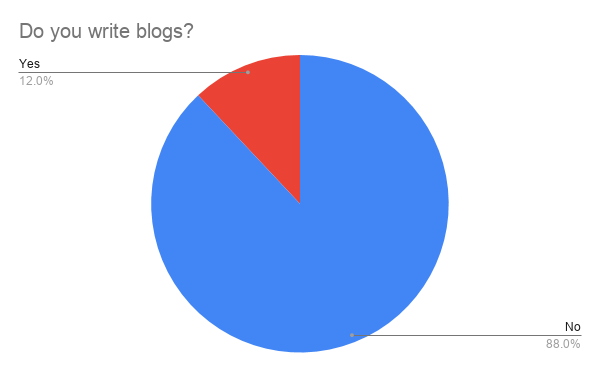 Do you write blogs?
Yes
12.0%
No
88.0%